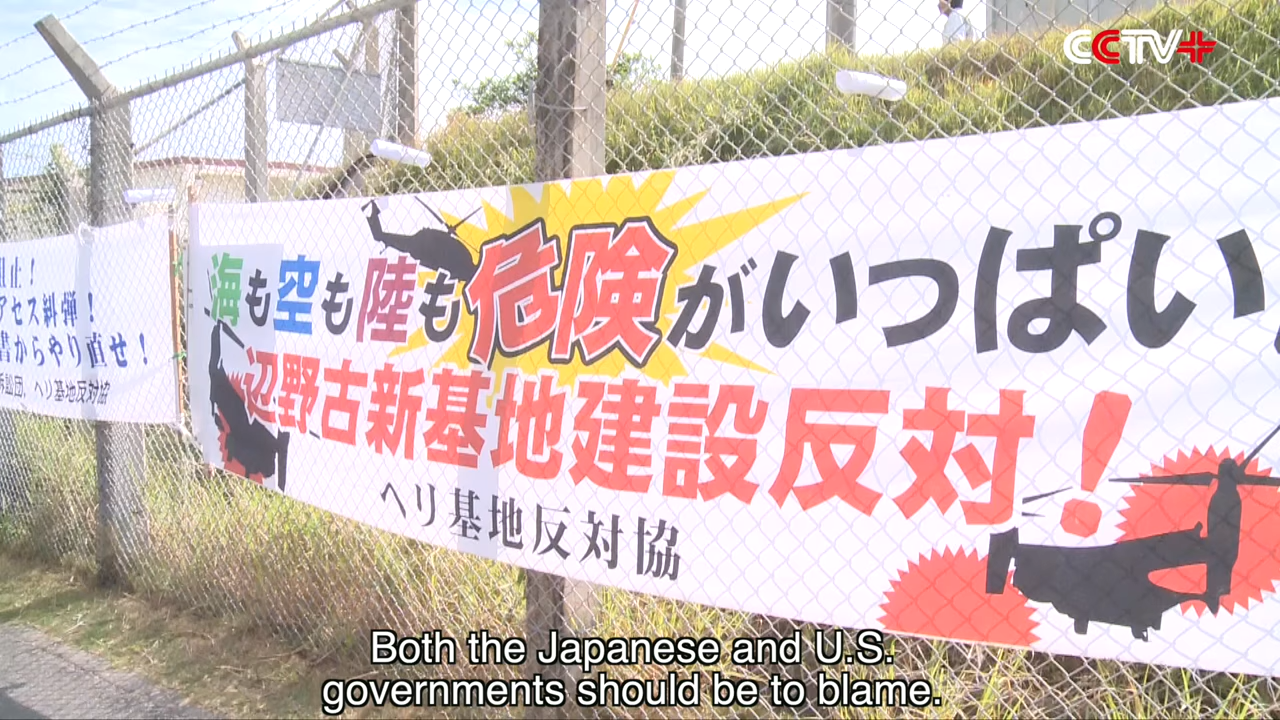 CCTV+
海も空も陸も危険がいっぱい!
辺野古新基地建設反対!
ヘリ基地反対協
阻止!
アセス糾弾!
書からやり直せ!
訴訟団、ヘリ基地反対協
Both the Japanese and U.S.
governments should be to blame.